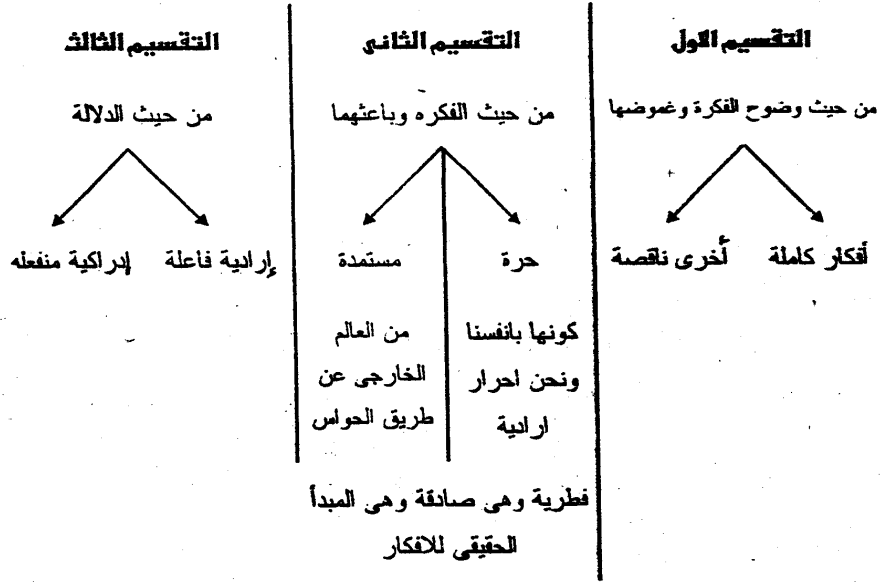 التقسيم الاول
من حيث وضوح الفكرة وغموضها
أفكار كاملة
أخرى ناقصة
التقسيم الثانى
من حيث الفكره وباعثهما
حرة
كونها بانفسنا
ونحن احرار
ارادية
مستمدة
من العالم
الخارجى عن
طريق الحواس
فطرية وهى صادقة وهى المبدأ
الحقيقى للافكار
التقسيم الثالث
من حيث الدلالة
إرادية فاعلة
إدراكية منفعله